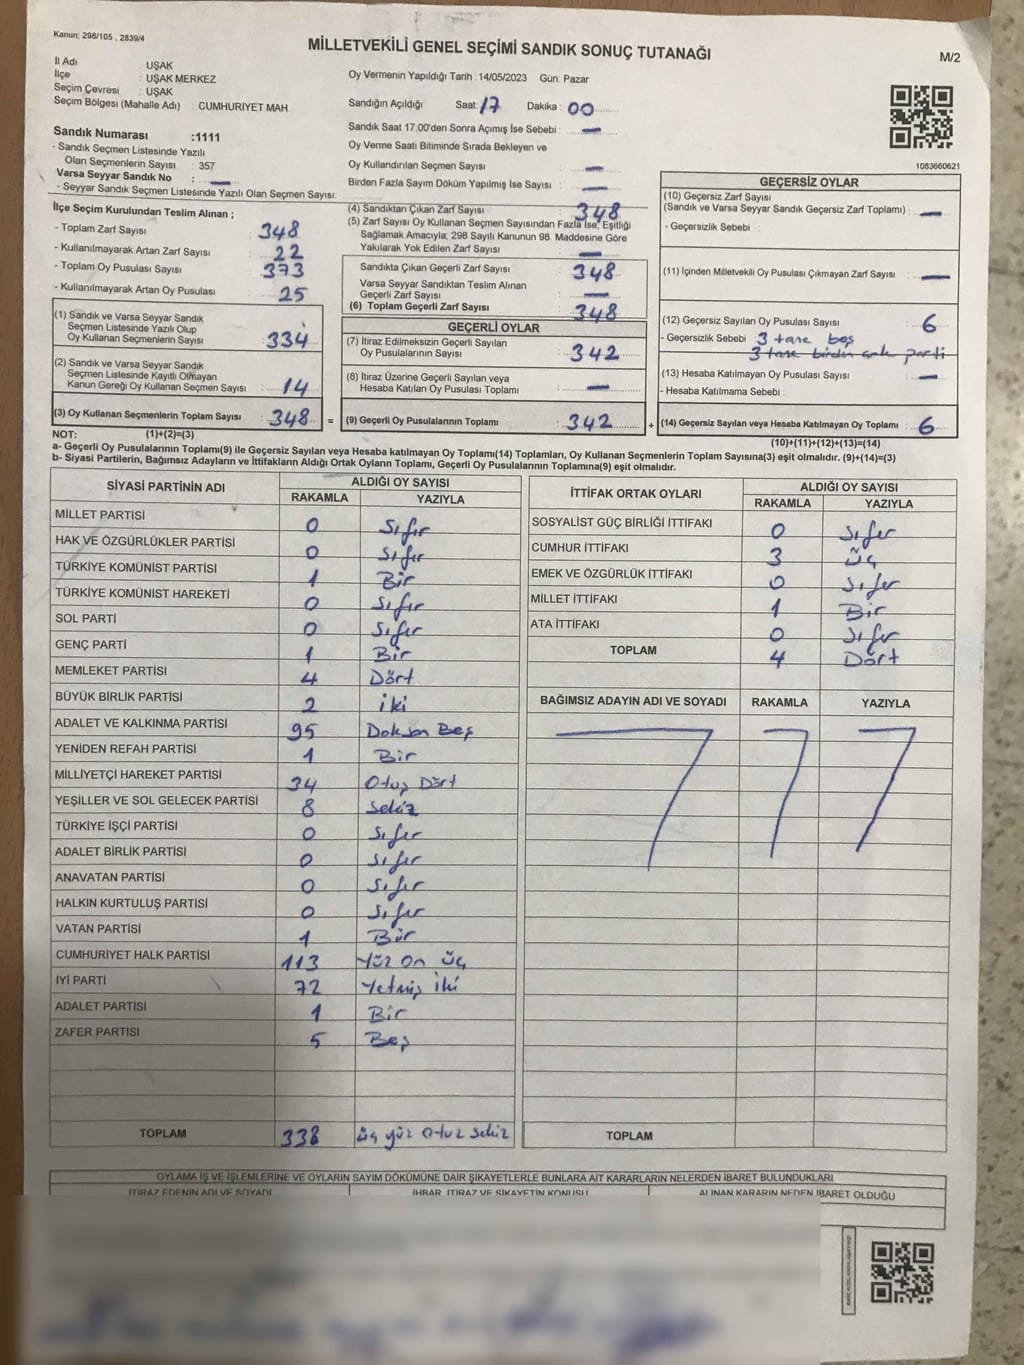 Kanun: 298/105 , 2839/4
MİLLETVEKİLİ GENEL SEÇİMİ SANDIK SONUÇ TUTANAĞI
M/2
İl Adı : UŞAK
İlçe : UŞAK MERKEZ
Seçim Çevresi : UŞAK
Seçim Bölgesi (Mahalle Adı) : CUMHURİYET MAH
Sandık Numarası :1111
- Sandık Seçmen Listesinde Yazılı
Olan Seçmenlerin Sayısı : 357
Varsa Seyyar Sandık No : —
- Seyyar Sandık Seçmen Listesinde Yazılı Olan Seçmen Sayısı:
Oy Vermenin Yapıldığı Tarih : 14/05/2023 Gün: Pazar
Sandığın Açıldığı Saat: 17 Dakika : 00
Sandık Saat 17:00'den Sonra Açımış İse Sebebi : —
Oy Verme Saati Bitiminde Sırada Bekleyen ve
Oy Kullandırılan Seçmen Sayısı : —
Birden Fazla Sayım Döküm Yapılmış İse Sayısı : —
1083660621
İlçe Seçim Kurulundan Teslim Alınan ;
- Toplam Zarf Sayısı : 348
- Kullanılmayarak Artan Zarf Sayısı : 22
- Toplam Oy Pusulası Sayısı : 373
- Kullanılmayarak Artan Oy Pusulası : 25
(1) Sandık ve Varsa Seyyar Sandık
Seçmen Listesinde Yazılı Olup
Oy Kullanan Seçmenlerin Sayısı : 334
(2) Sandık ve Varsa Seyyar Sandık
Seçmen Listesinde Kayıtlı Olmayan
Kanun Gereği Oy Kullanan Seçmen Sayısı : 14
(3) Oy Kullanan Seçmenlerin Toplam Sayısı : 348 =
(4) Sandıktan Çıkan Zarf Sayısı : 348
(5) Zarf Sayısı Oy Kullanan Seçmen Sayısından Fazla İse, Eşitliği
Sağlamak Amacıyla, 298 Sayılı Kanunun 98. Maddesine Göre
Yakılarak Yok Edilen Zarf Sayısı : —
Sandıkta Çıkan Geçerli Zarf Sayısı : 348
Varsa Seyyar Sandıktan Teslim Alınan
Geçerli Zarf Sayısı : —
(6) Toplam Geçerli Zarf Sayısı : 348
GEÇERLİ OYLAR
(7) İtiraz Edilmeksizin Geçerli Sayılan
Oy Pusulalarının Sayısı : 342
(8) İtiraz Üzerine Geçerli Sayılan veya
Hesaba Katılan Oy Pusulaları Toplamı : —
(9) Geçerli Oy Pusulalarının Toplamı : 342 +
GEÇERSİZ OYLAR
(10) Geçersiz Zarf Sayısı
(Sandık ve Varsa Seyyar Sandık Geçersiz Zarf Toplamı) : —
- Geçersizlik Sebebi :
(11) İçinden Milletvekili Oy Pusulası Çıkmayan Zarf Sayısı : —
(12) Geçersiz Sayılan Oy Pusulası Sayısı : 6
- Geçersizlik Sebebi : 3 tane boş
3 tane birden çok parti
(13) Hesaba Katılmayan Oy Pusulası Sayısı : —
- Hesaba Katılmama Sebebi :
(14) Geçersiz Sayılan veya Hesaba Katılmayan Oy Toplamı : 6
NOT: (1)+(2)=(3)
(10)+(11)+(12)+(13)=(14)
a- Geçerli Oy Pusulalarının Toplamı(9) ile Geçersiz Sayılan veya Hesaba katılmayan Oy Toplamı(14) Toplamları, Oy Kullanan Seçmenlerin Toplam Sayısına(3) eşit olmalıdır. (9)+(14)=(3)
b- Siyasi Partilerin, Bağımsız Adayların ve İttifakların Aldığı Ortak Oyların Toplamı, Geçerli Oy Pusulalarının Toplamına(9) eşit olmalıdır.
SİYASİ PARTİNİN ADI ALDIĞI OY SAYISI
RAKAMLA YAZIYLA
MİLLET PARTİSİ 0 Sıfır
HAK VE ÖZGÜRLÜKLER PARTİSİ 0 Sıfır
TÜRKİYE KOMÜNİST PARTİSİ 1 Bir
TÜRKİYE KOMÜNİST HAREKETİ 0 Sıfır
SOL PARTİ 0 Sıfır
GENÇ PARTİ 1 Bir
MEMLEKET PARTİSİ 4 Dört
BÜYÜK BİRLİK PARTİSİ 2 iki
ADALET VE KALKINMA PARTİSİ 95 Doksan Beş
YENİDEN REFAH PARTİSİ 1 Bir
MİLLİYETÇİ HAREKET PARTİSİ 34 Otuz Dört
YEŞİLLER VE SOL GELECEK PARTİSİ 8 Sekiz
TÜRKİYE İŞÇİ PARTİSİ 0 Sıfır
ADALET BİRLİK PARTİSİ 0 Sıfır
ANAVATAN PARTİSİ 0 Sıfır
HALKIN KURTULUŞ PARTİSİ 0 Sıfır
VATAN PARTİSİ 1 Bir
CUMHURİYET HALK PARTİSİ 113 Yüz On üç
İYİ PARTİ 72 Yetmiş iki
ADALET PARTİSİ 1 Bir
ZAFER PARTİSİ 5 Beş
TOPLAM 338 üç yüz Otuz Sekiz
İTTİFAK ORTAK OYLARI ALDIĞI OY SAYISI
RAKAMLA YAZIYLA
SOSYALİST GÜÇ BİRLİĞİ İTTİFAKI 0 Sıfır
CUMHUR İTTİFAKI 3 üç
EMEK VE ÖZGÜRLÜK İTTİFAKI 0 Sıfır
MİLLET İTTİFAKI 1 Bir
ATA İTTİFAKI 0 Sıfır
TOPLAM 4 Dört
BAĞIMSIZ ADAYIN ADI VE SOYADI RAKAMLA YAZIYLA
TOPLAM
OYLAMA İŞ VE İŞLEMLERİNE VE OYLARIN SAYIM DÖKÜMÜNE DAİR ŞİKAYETLERLE BUNLARA AİT KARARLARIN NELERDEN İBARET BULUNDUKLARI
İTİRAZ EDENİN ADI VE SOYADI İHBAR, İTİRAZ VE ŞİKAYETİN KONUSU ALINAN KARARIN NEDEN İBARET OLDUĞU